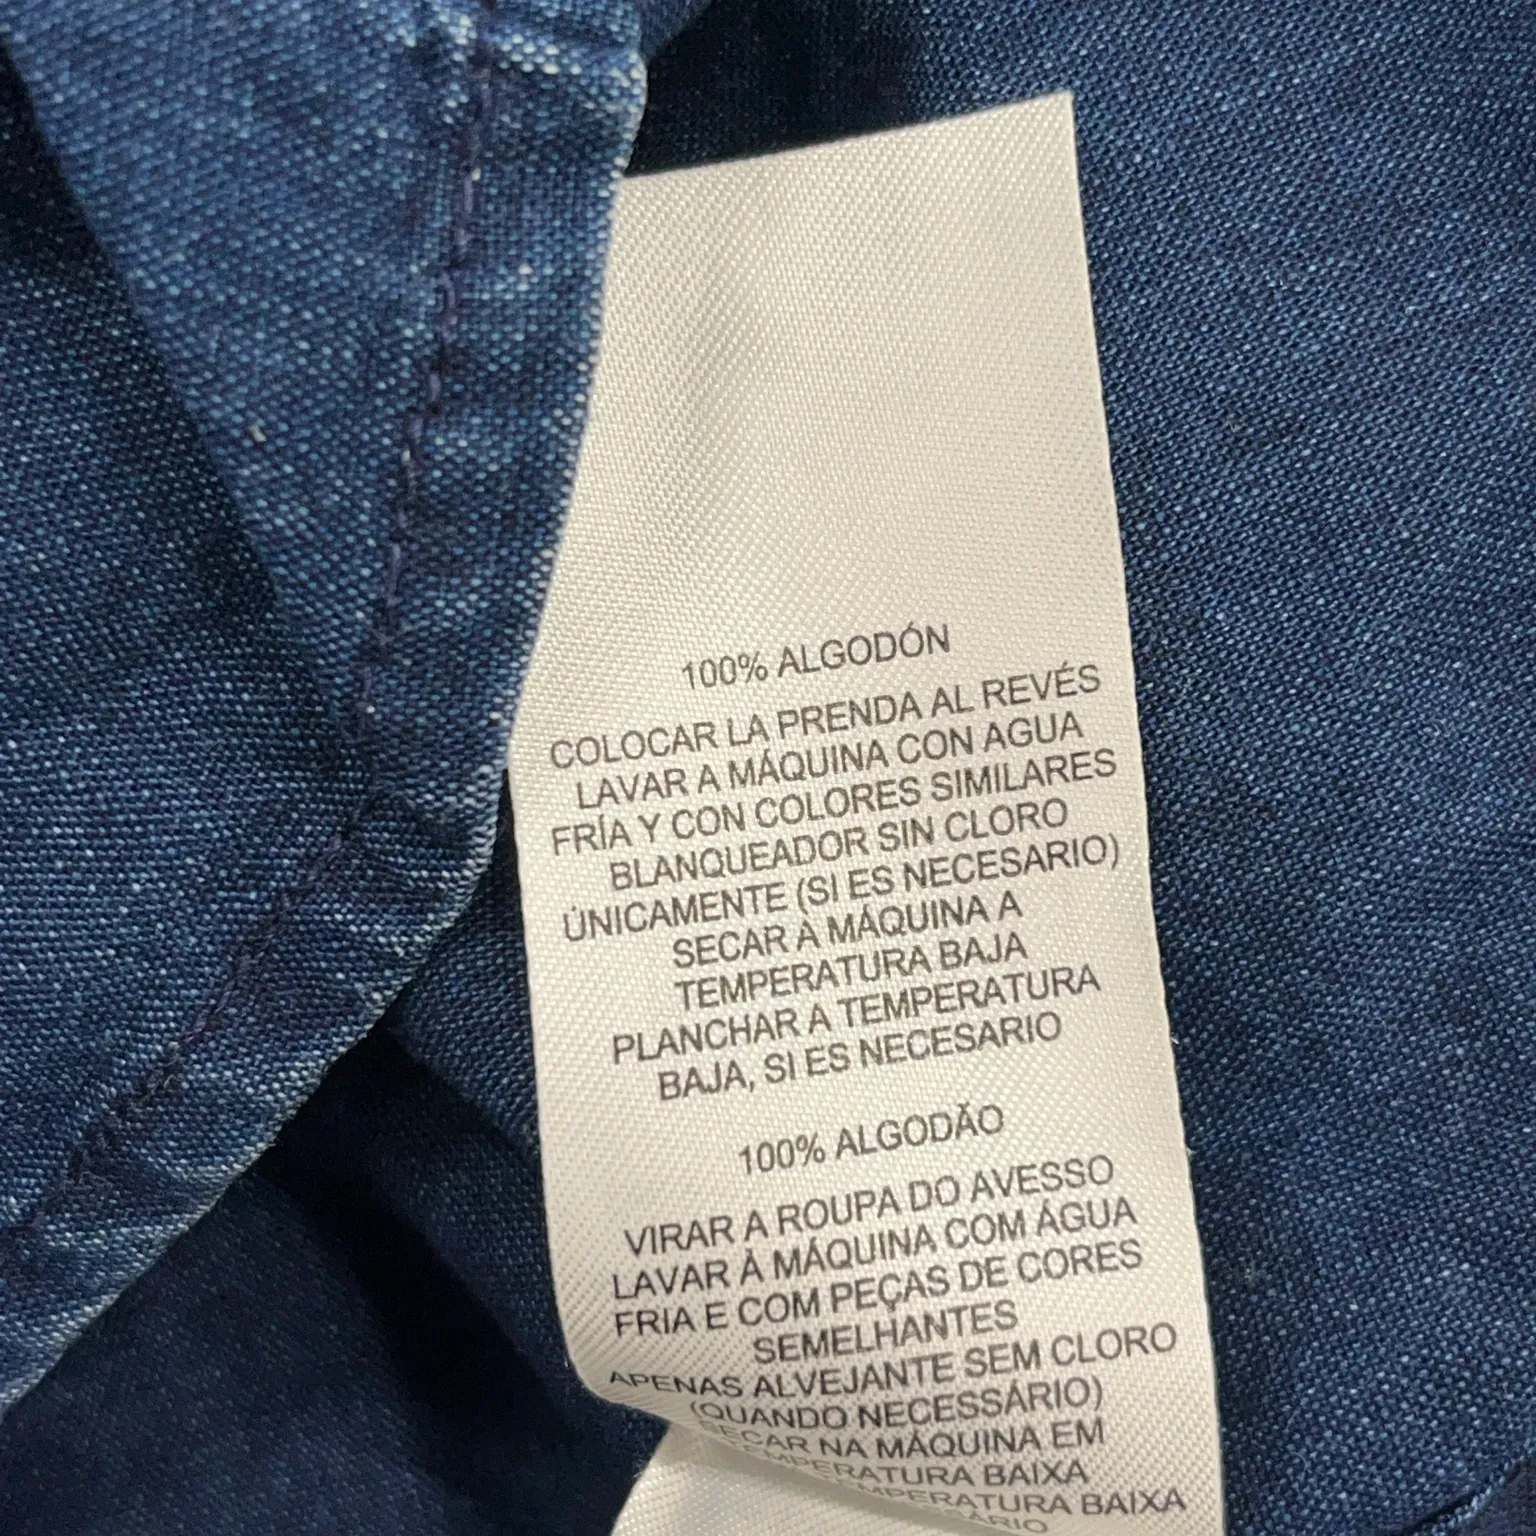 100% ALGODÓN
COLOCAR LA PRENDA AL REVÉS
LAVAR A MÁQUINA CON AGUA
FRÍA Y CON COLORES SIMILARES
BLANQUEADOR SIN CLORO
ÚNICAMENTE (SI ES NECESARIO)
SECAR A MÁQUINA A
TEMPERATURA BAJA
PLANCHAR A TEMPERATURA
BAJA, SI ES NECESARIO
100% ALGODÃO
VIRAR A ROUPA DO AVESSO
LAVAR À MÁQUINA COM ÁGUA
FRIA E COM PEÇAS DE CORES
SEMELHANTES
APENAS ALVEJANTE SEM CLORO
(QUANDO NECESSÁRIO)
SECAR NA MÁQUINA EM
TEMPERATURA BAIXA
TEMPERATURA BAIXA